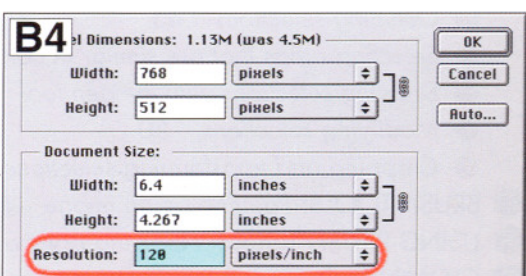 B4 el Dimensions: 1.13M (was 4.5M)
OK
Width: 768 pixels
Cancel
Height: 512 pixels
Auto...
Document Size:
Width: 6.4 inches
Height: 4.267 inches
Resolution: 120 pixels/inch